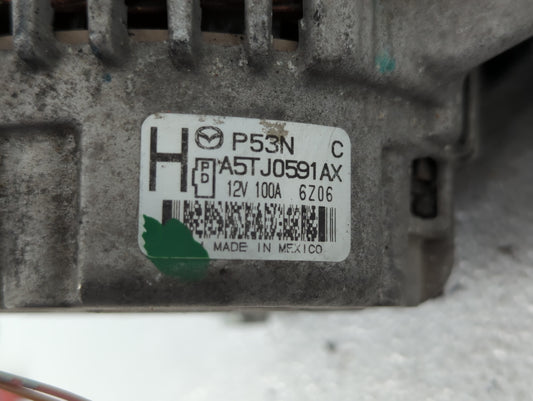 H P53N C
D A5TJ0591AX
12V 100A 6Z06
MADE IN MEXICO